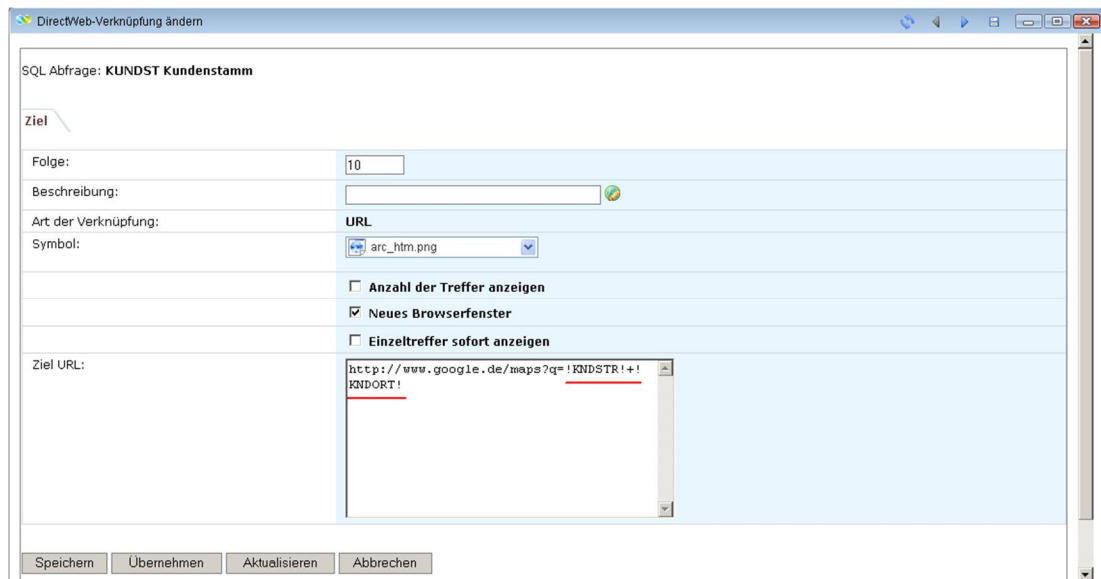 DirectWeb-Verknüpfung ändern
SQL Abfrage: KUNDST Kundenstamm
Ziel
Folge: 10
Beschreibung:
Art der Verknüpfung: URL
Symbol: arc_htm.png
Anzahl der Treffer anzeigen
Neues Browserfenster
Einzeltreffer sofort anzeigen
Ziel URL: http://www.google.de/maps?q=!KNDSTR!+!
KNDORT!
Speichern Übernehmen Aktualisieren Abbrechen